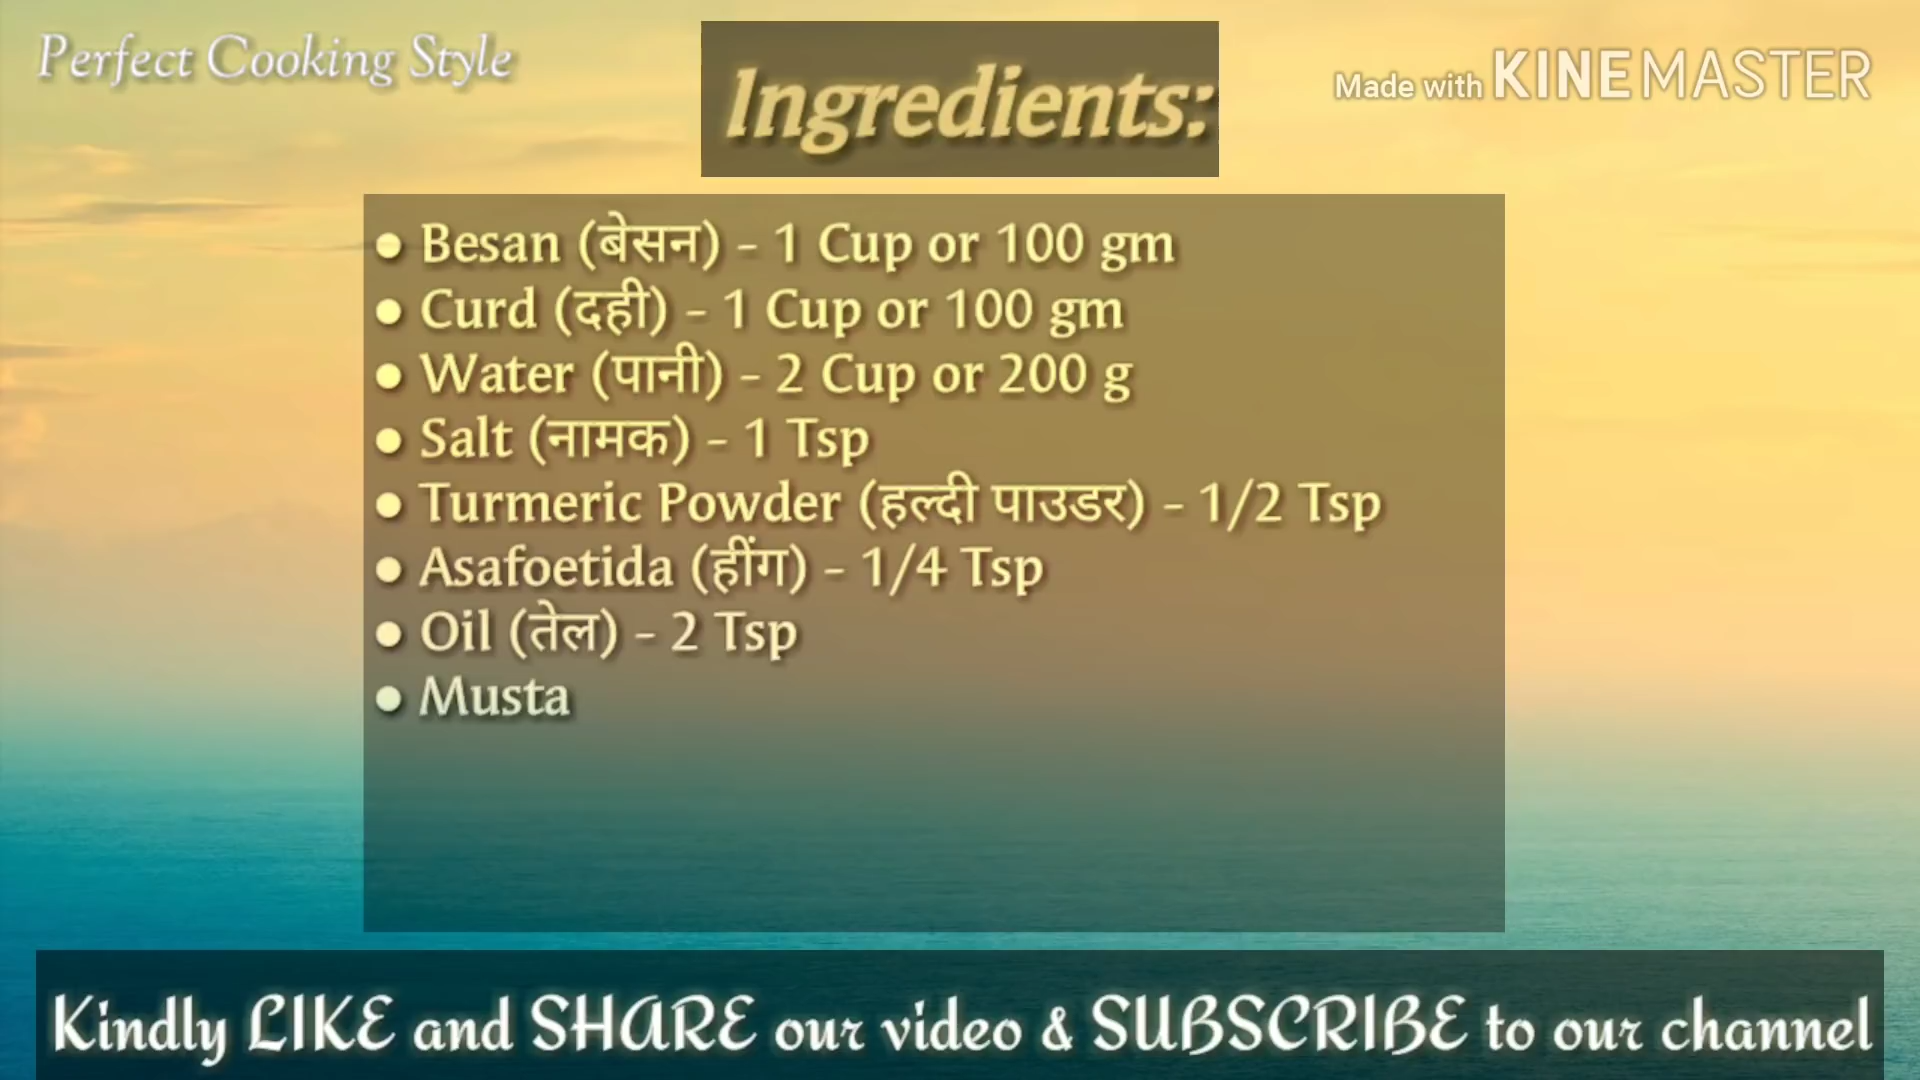 Perfect Cooking Style
Made with KINEMASTER
Ingredients:
● Besan (बेसन) - 1 Cup or 100 gm
● Curd (दही) - 1 Cup or 100 gm
● Water (पानी) - 2 Cup or 200 g
● Salt (नामक) - 1 Tsp
● Turmeric Powder (हल्दी पाउडर) - 1/2 Tsp
● Asafoetida (हींग) - 1/4 Tsp
● Oil (तेल) - 2 Tsp
● Musta
Kindly LIKE and SHARE our video & SUBSCRIBE to our channel